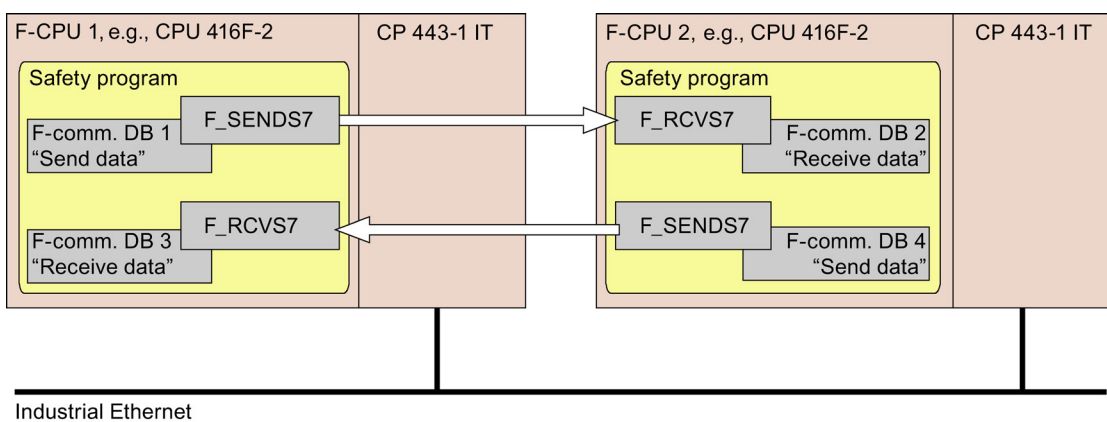 F-CPU 1, e.g., CPU 416F-2
CP 443-1 IT
Safety program
F_SENDS7
F-comm. DB 1
“Send data”
F_RCVS7
F-comm. DB 3
“Receive data”
F-CPU 2, e.g., CPU 416F-2
CP 443-1 IT
Safety program
F_RCVS7
F-comm. DB 2
“Receive data”
F_SENDS7
F-comm. DB 4
“Send data”
Industrial Ethernet